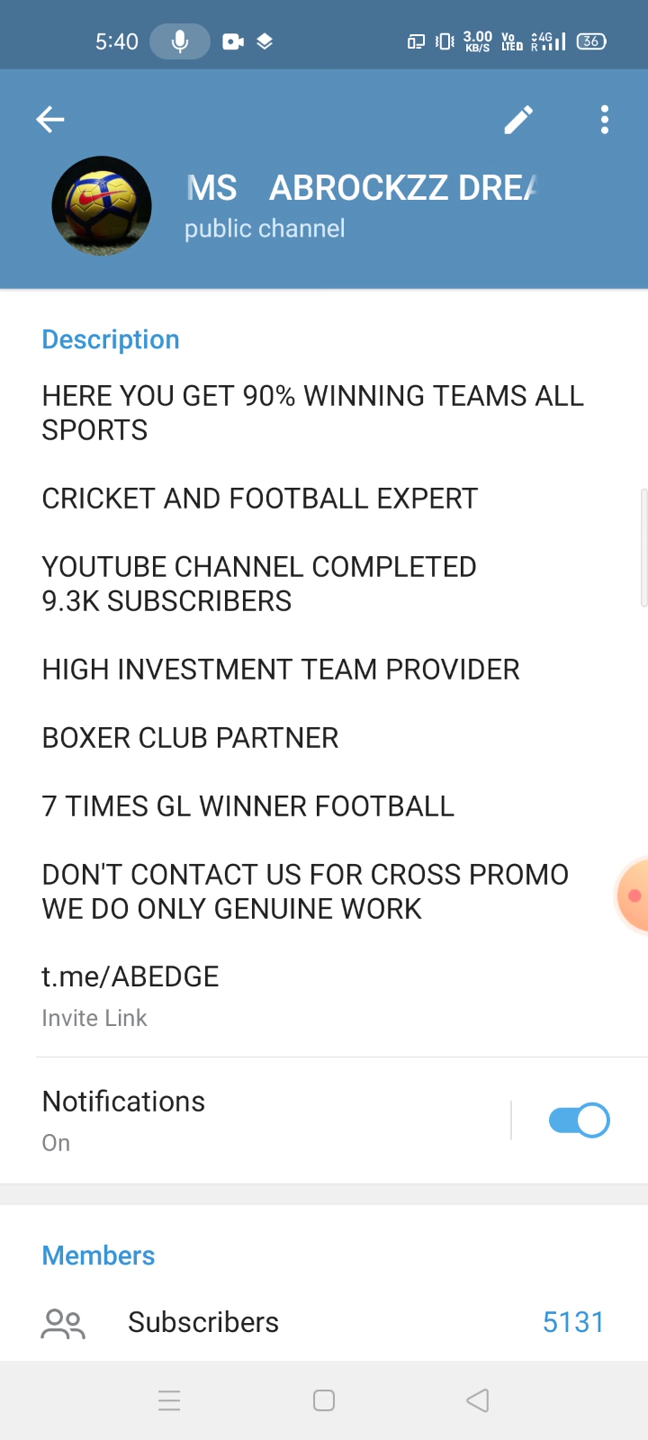 5:40
3.00
KB/S
Vo
LTED
4G
R
36
MS ABROCKZZ DREA
public channel
Description
HERE YOU GET 90% WINNING TEAMS ALL
SPORTS
CRICKET AND FOOTBALL EXPERT
YOUTUBE CHANNEL COMPLETED
9.3K SUBSCRIBERS
HIGH INVESTMENT TEAM PROVIDER
BOXER CLUB PARTNER
7 TIMES GL WINNER FOOTBALL
DON'T CONTACT US FOR CROSS PROMO
WE DO ONLY GENUINE WORK
t.me/ABEDGE
Invite Link
Notifications
On
Members
Subscribers 5131